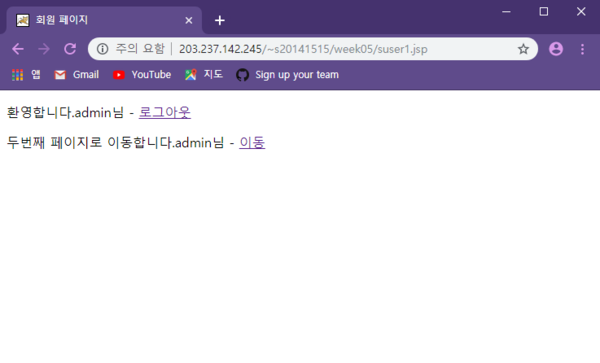 회원 페이지
주의 요함 203.237.142.245/~s20141515/week05/suser1.jsp
앱 Gmail YouTube 지도 Sign up your team
환영합니다.admin님 - 로그아웃
두번째 페이지로 이동합니다.admin님 - 이동